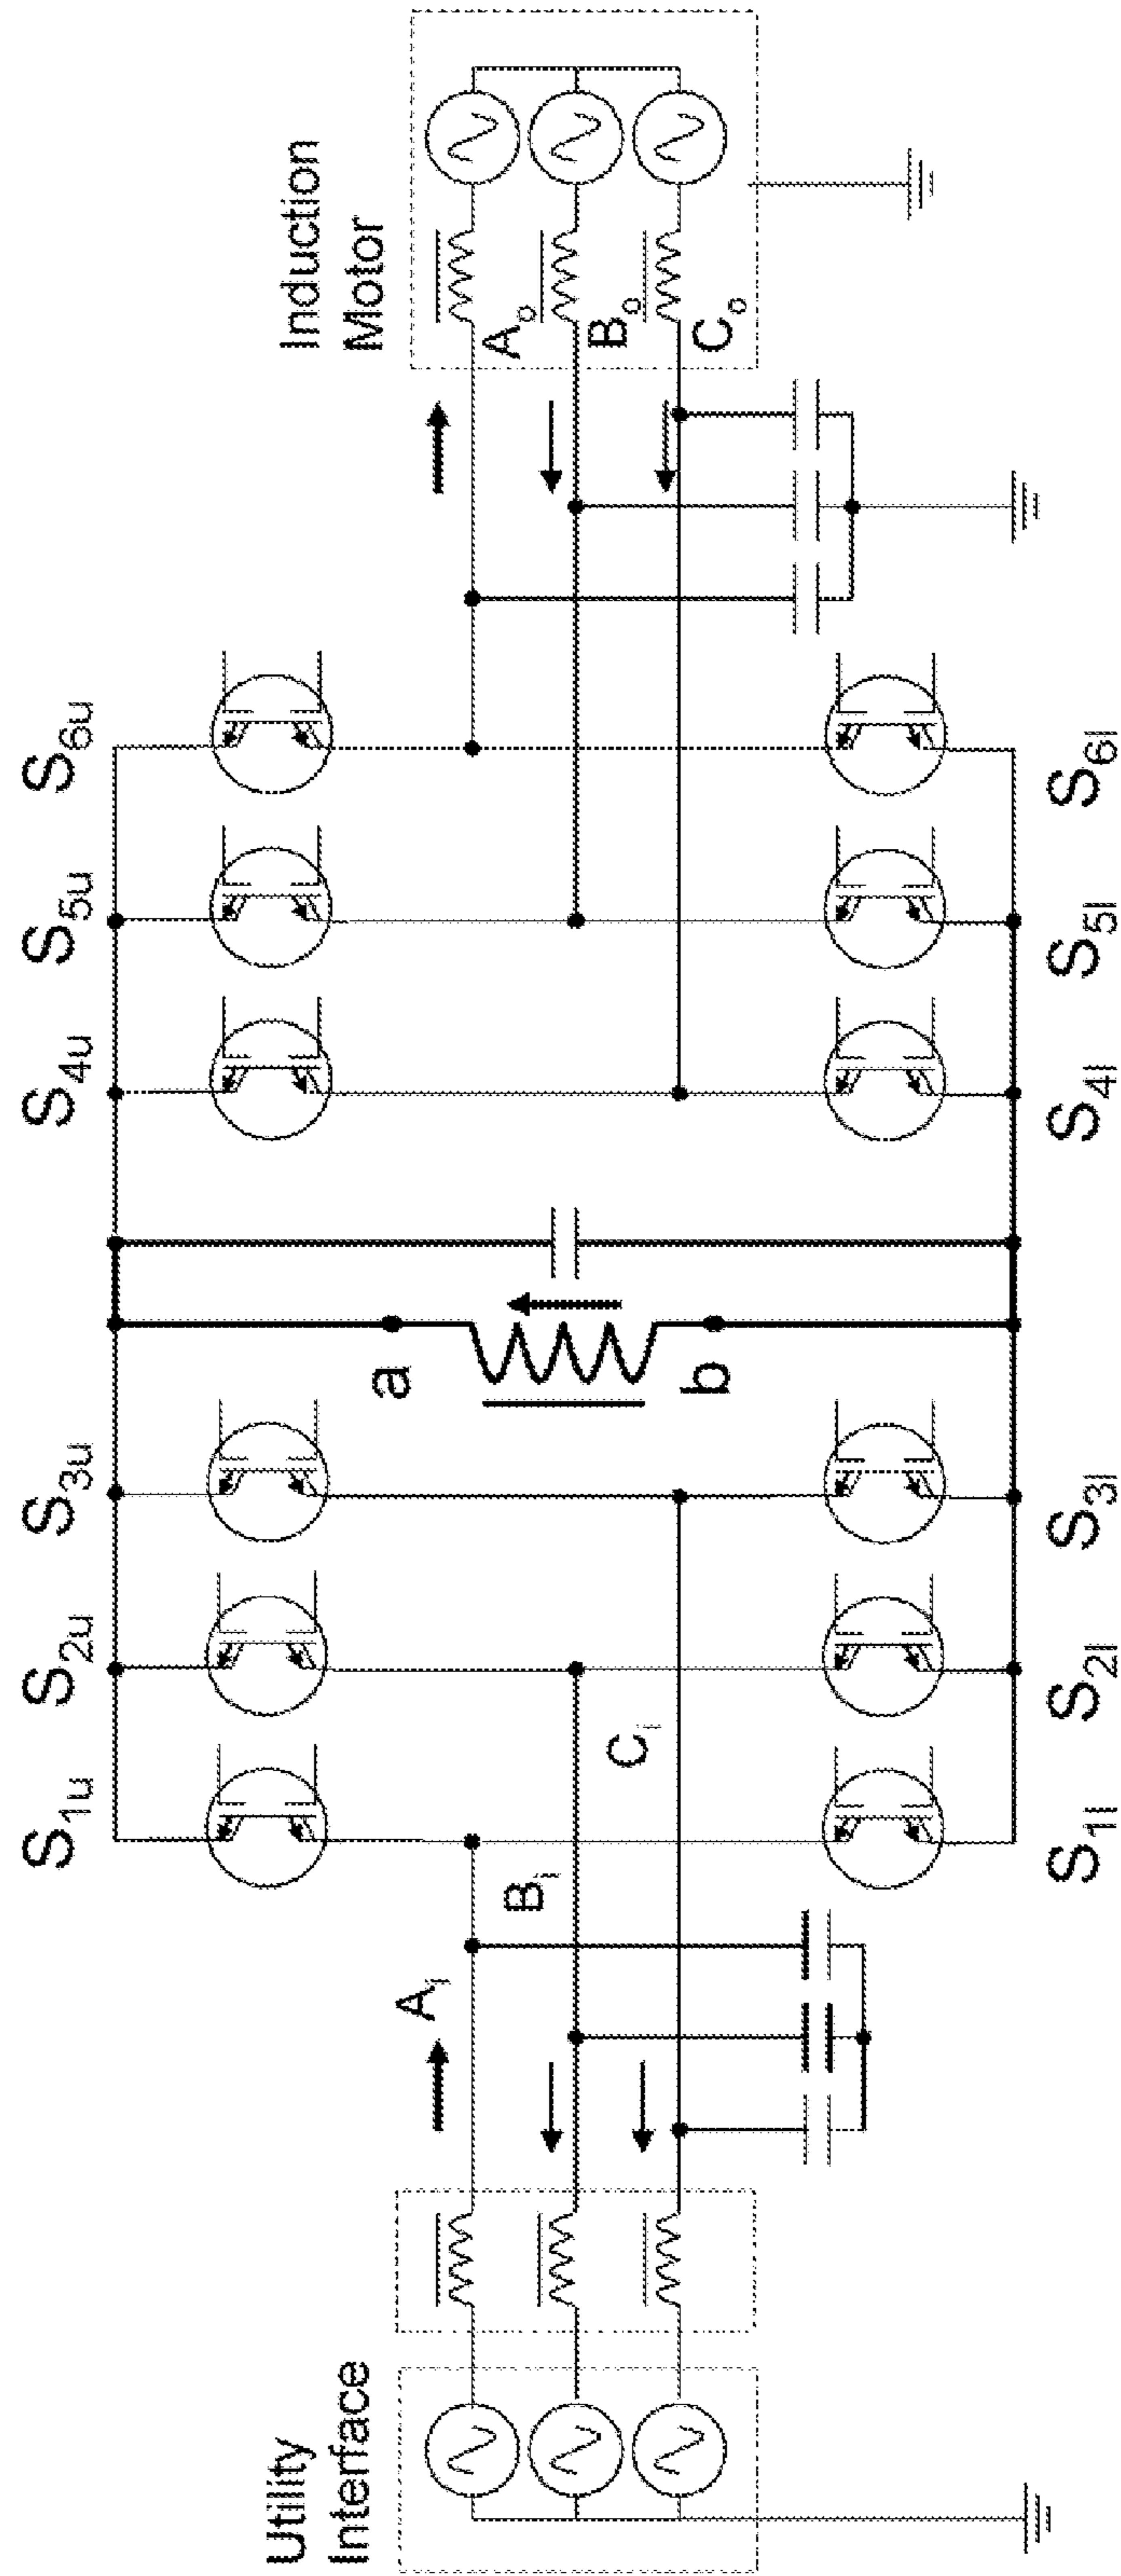 Utility
Interface
Induction
Motor
S1u
S2u
S3u
S4u
S5u
S6u
Ai
Bi
Ci
a
b
Ao
Bo
Co
S1l
S2l
S3l
S4l
S5l
S6l